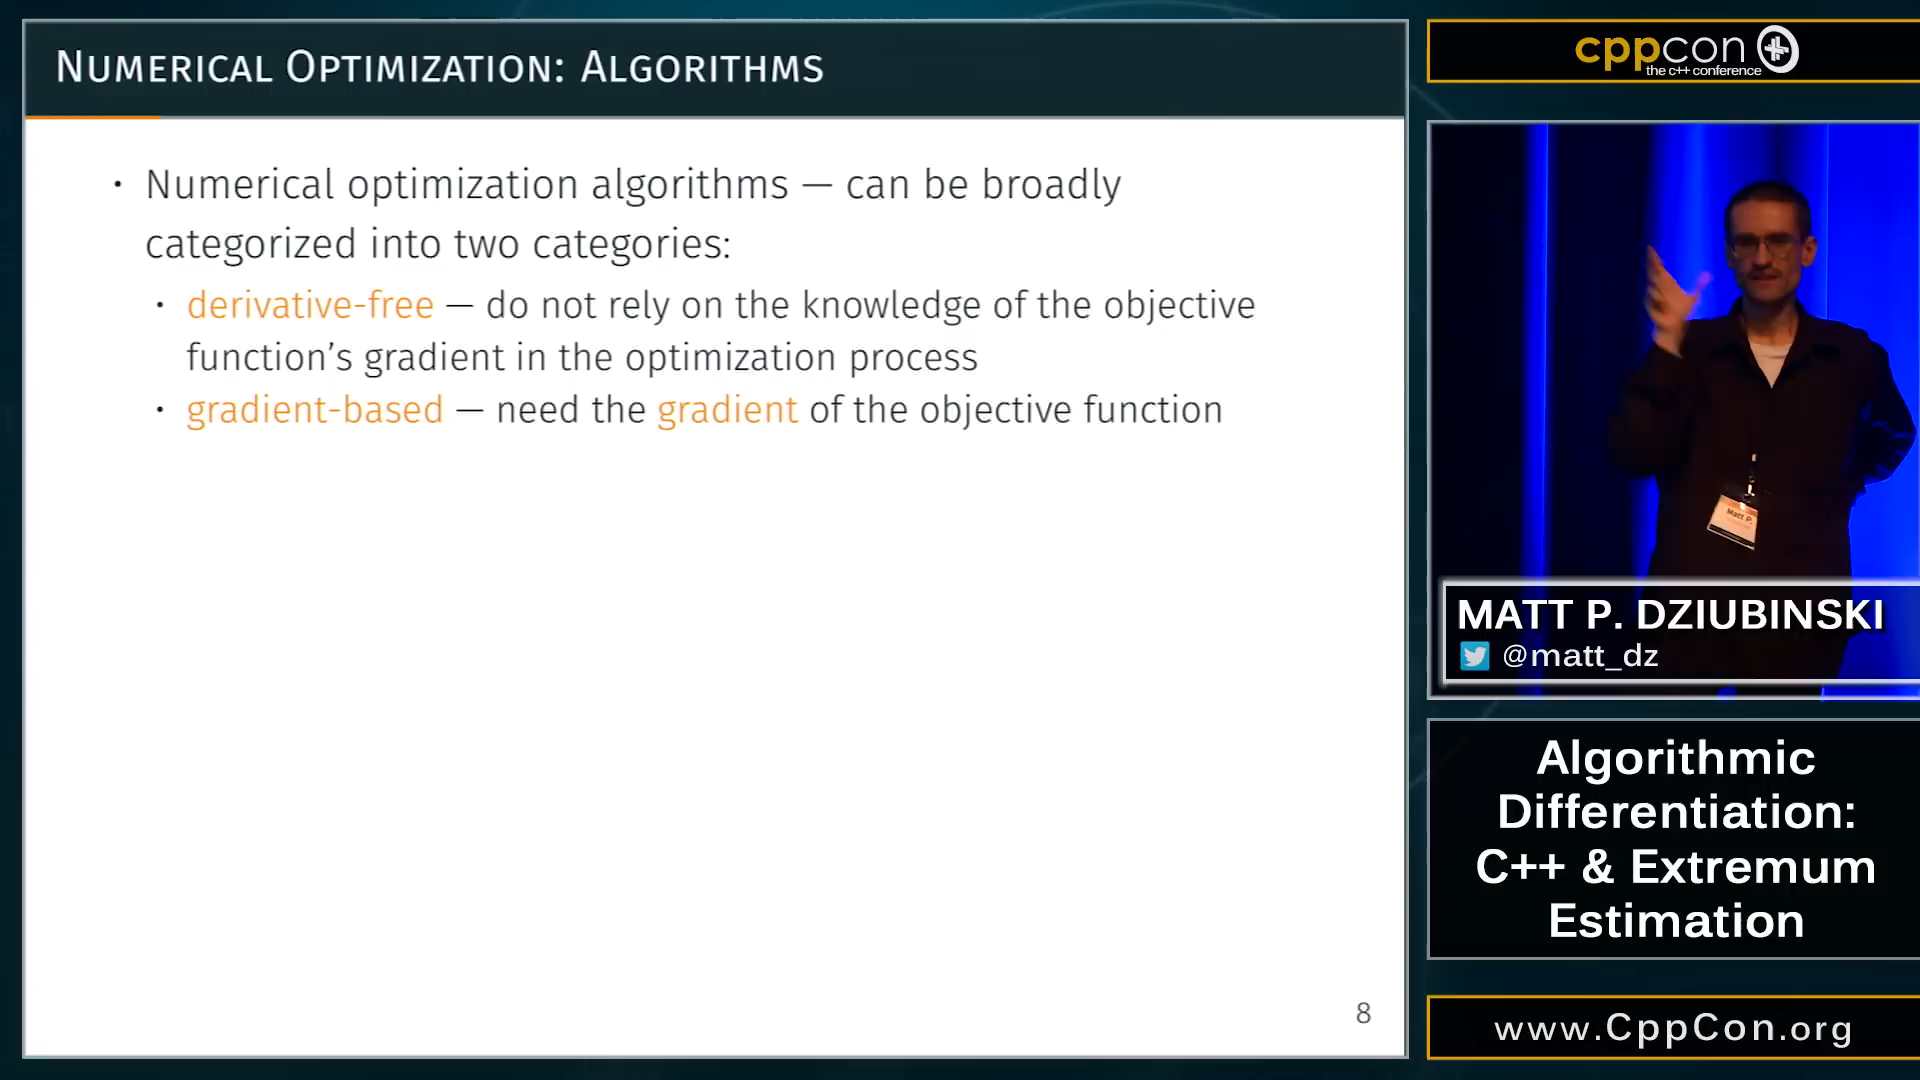 Numerical Optimization: Algorithms
• Numerical optimization algorithms — can be broadly
categorized into two categories:
• derivative-free — do not rely on the knowledge of the objective
function’s gradient in the optimization process
• gradient-based — need the gradient of the objective function
8
cppcon
the c++ conference
Matt P.
MATT P. DZIUBINSKI
@matt_dz
Algorithmic
Differentiation:
C++ & Extremum
Estimation
www.CppCon.org